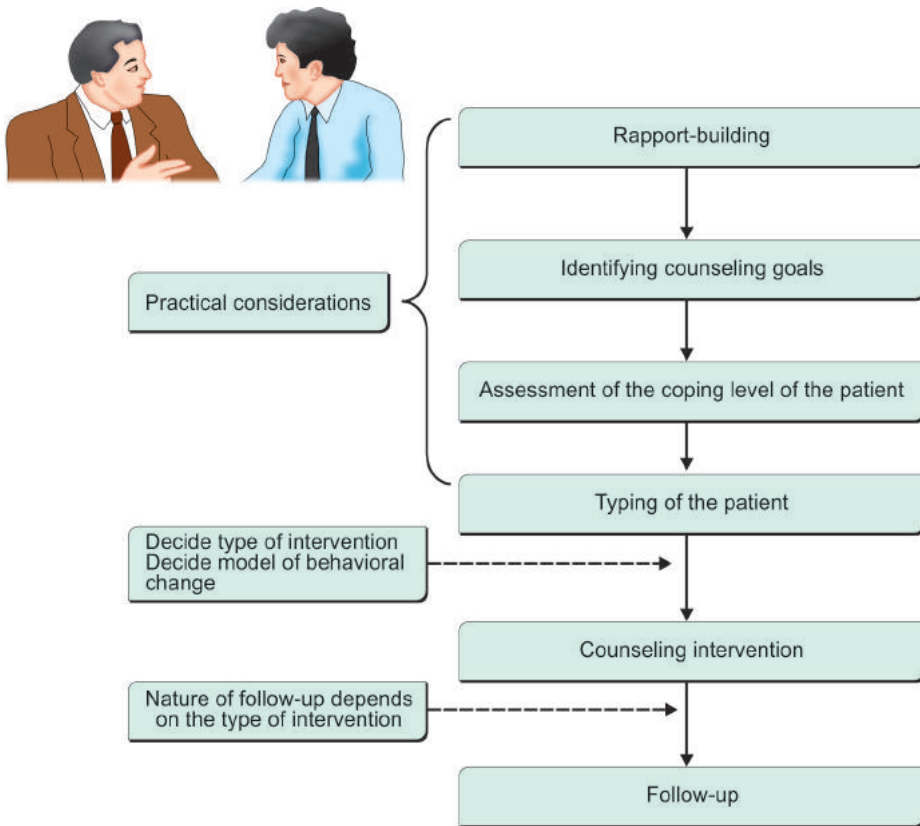 Rapport-building
Identifying counseling goals
Practical considerations
Assessment of the coping level of the patient
Typing of the patient
Decide type of intervention
Decide model of behavioral
change
Counseling intervention
Nature of follow-up depends
on the type of intervention
Follow-up